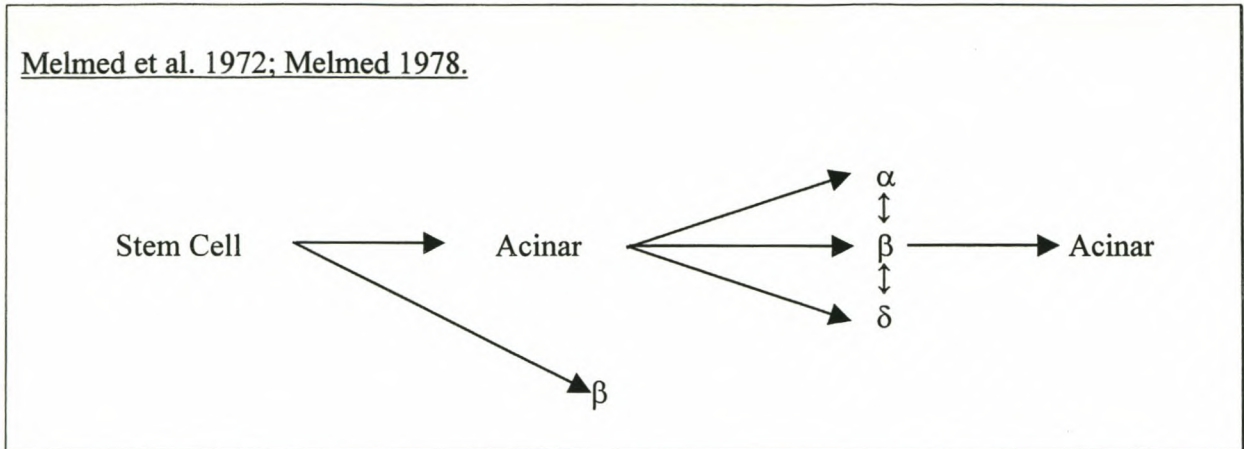 Melmed et al. 1972; Melmed 1978.
α
Stem Cell Acinar β Acinar
δ
β